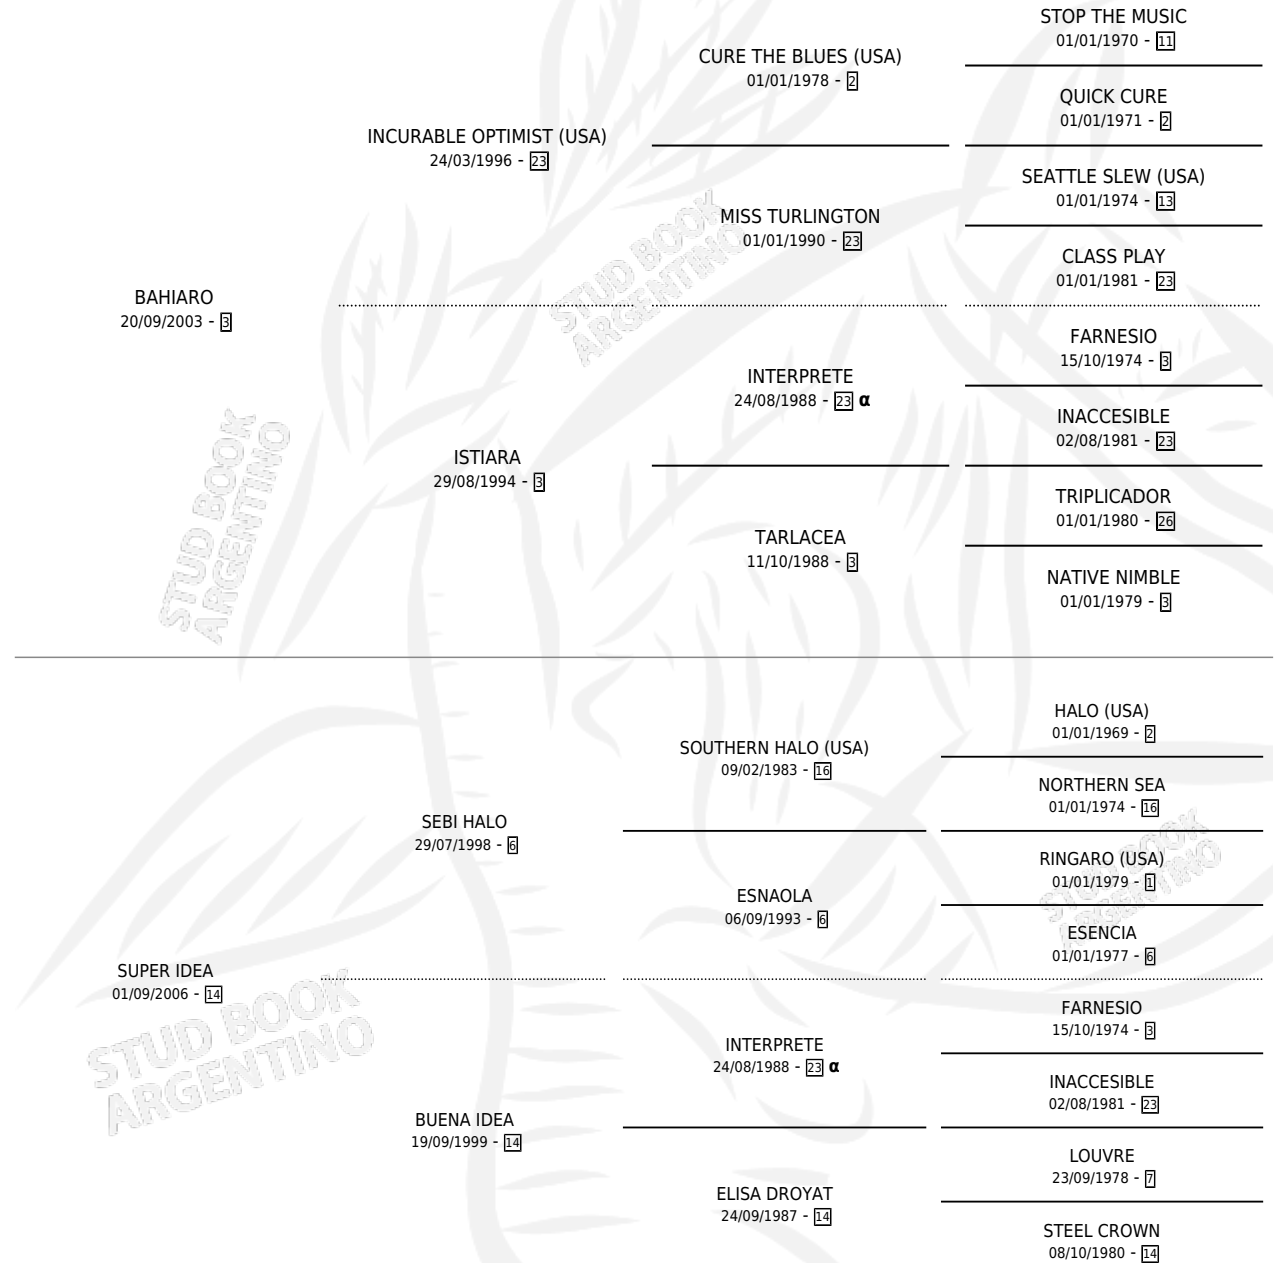 STOP THE MUSIC
01/01/1970 - 11
CURE THE BLUES (USA)
01/01/1978 - 2
QUICK CURE
01/01/1971 - 2
INCURABLE OPTIMIST (USA)
24/03/1996 - 23
SEATTLE SLEW (USA)
01/01/1974 - 13
MISS TURLINGTON
01/01/1990 - 23
CLASS PLAY
01/01/1981 - 23
STUD BOOK
ARGENTINO
BAHIARO
20/09/2003 - 3
FARNESIO
15/10/1974 - 3
INTERPRETE
24/08/1988 - 23 α
INACCESIBLE
02/08/1981 - 23
ISTIARA
29/08/1994 - 3
TRIPLICADOR
01/01/1980 - 26
TARLACEA
11/10/1988 - 3
NATIVE NIMBLE
01/01/1979 - 3
STUD BOOK
ARGENTINO
HALO (USA)
01/01/1969 - 2
SOUTHERN HALO (USA)
09/02/1983 - 16
NORTHERN SEA
01/01/1974 - 16
SEBI HALO
29/07/1998 - 6
RINGARO (USA)
01/01/1979 - 1
STUD BOOK
ARGENTINO
ESNAOLA
06/09/1993 - 6
ESENCIA
01/01/1977 - 6
SUPER IDEA
01/09/2006 - 14
STUD BOOK
ARGENTINO
FARNESIO
15/10/1974 - 3
INTERPRETE
24/08/1988 - 23 α
INACCESIBLE
02/08/1981 - 23
BUENA IDEA
19/09/1999 - 14
LOUVRE
23/09/1978 - 7
ELISA DROYAT
24/09/1987 - 14
STEEL CROWN
08/10/1980 - 14